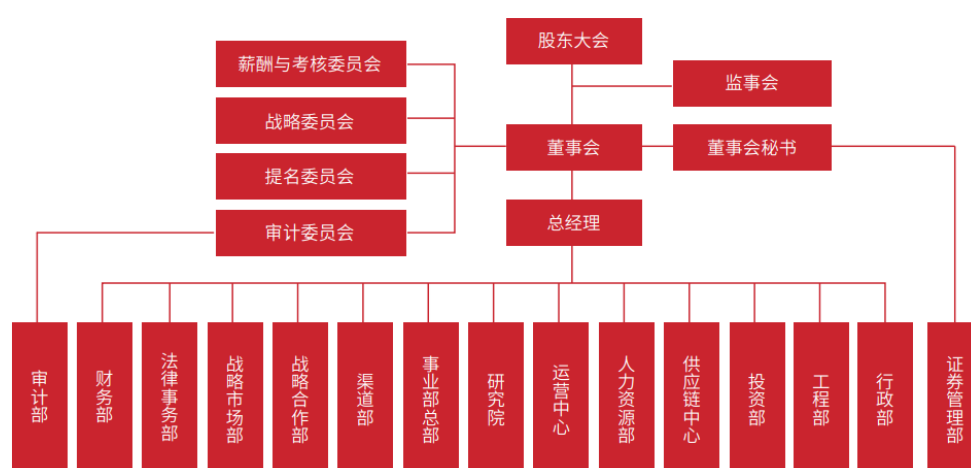 股东大会
薪酬与考核委员会
监事会
战略委员会
董事会
董事会秘书
提名委员会
总经理
审计委员会
审计部
财务部
法律事务部
战略市场部
战略合作部
渠道部
事业部总部
研究院
运营中心
人力资源部
供应链中心
投资部
工程部
行政部
证券管理部